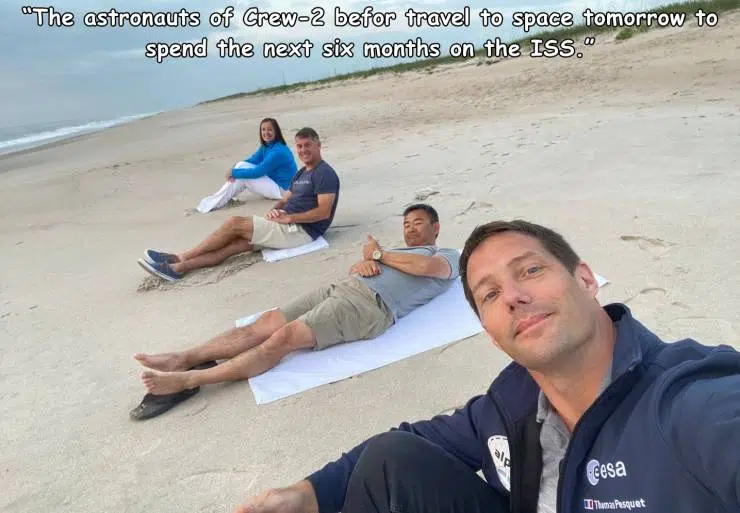 “The astronauts of Crew-2 befor travel to space tomorrow to
spend the next six months on the ISS.”
alp
esa
Thomas Pesquet